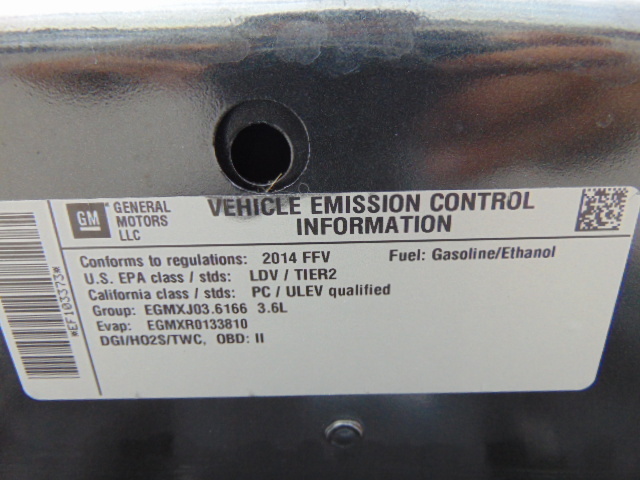 GM GENERAL MOTORS LLC
VEHICLE EMISSION CONTROL INFORMATION
Conforms to regulations: 2014 FFV Fuel: Gasoline/Ethanol
U.S. EPA class / stds: LDV / TIER2
California class / stds: PC / ULEV qualified
Group: EGMXJ03.6166 3.6L
Evap: EGMXR0133810
DGI/HO2S/TWC, OBD: II
*EF103373*